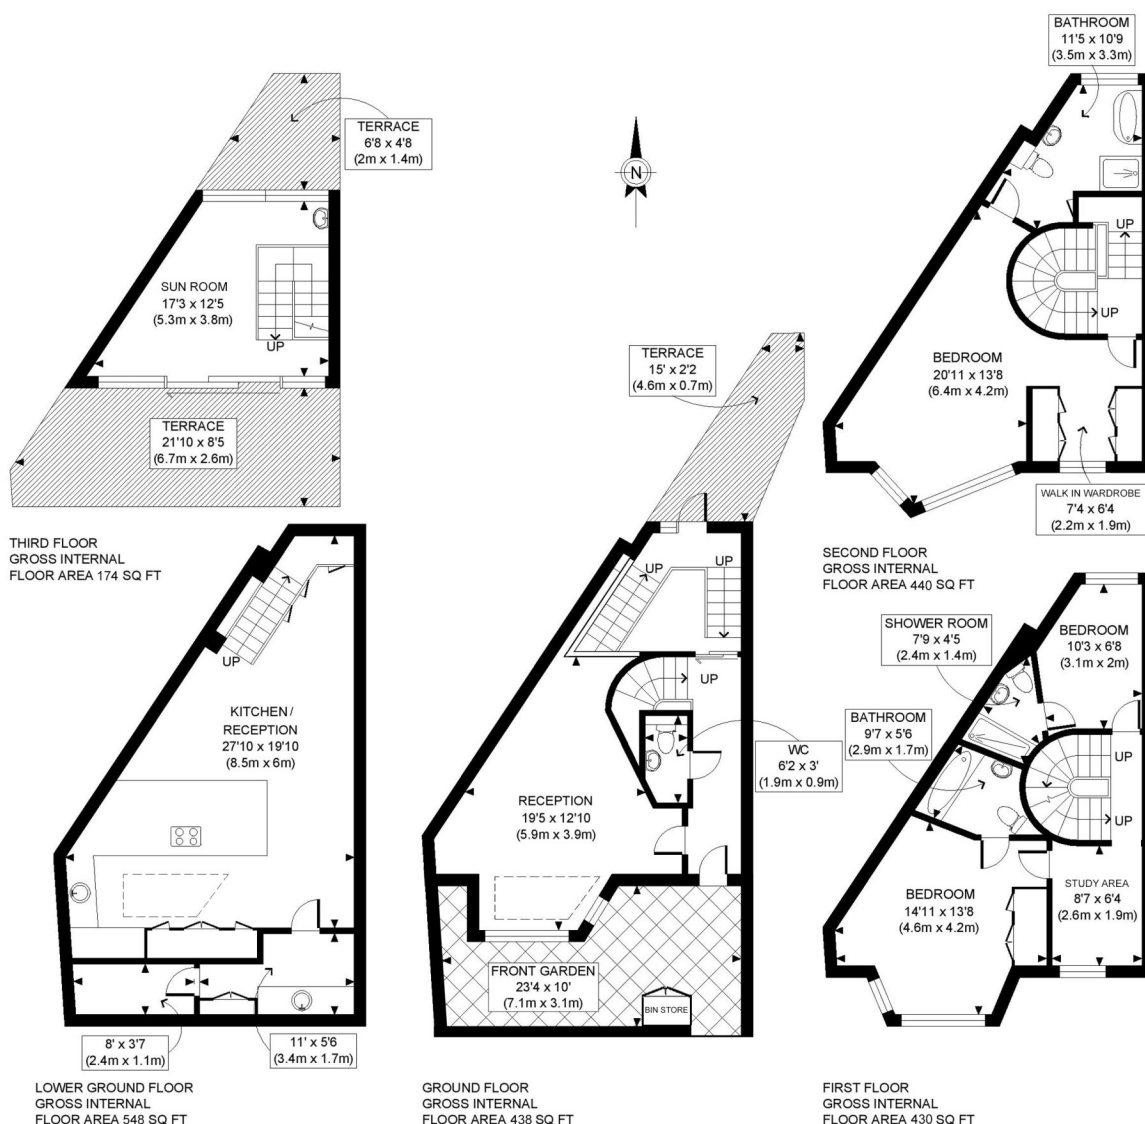 TERRACE
6'8 x 4'8
(2m x 1.4m)
SUN ROOM
17'3 x 12'5
(5.3m x 3.8m)
UP
TERRACE
21'10 x 8'5
(6.7m x 2.6m)
THIRD FLOOR
GROSS INTERNAL
FLOOR AREA 174 SQ FT
N
BATHROOM
11'5 x 10'9
(3.5m x 3.3m)
UP
UP
BEDROOM
20'11 x 13'8
(6.4m x 4.2m)
WALK IN WARDROBE
7'4 x 6'4
(2.2m x 1.9m)
SECOND FLOOR
GROSS INTERNAL
FLOOR AREA 440 SQ FT
UP
KITCHEN /
RECEPTION
27'10 x 19'10
(8.5m x 6m)
8' x 3'7
(2.4m x 1.1m)
11' x 5'6
(3.4m x 1.7m)
LOWER GROUND FLOOR
GROSS INTERNAL
FLOOR AREA 548 SQ FT
TERRACE
15' x 2'2
(4.6m x 0.7m)
UP
UP
UP
WC
6'2 x 3'
(1.9m x 0.9m)
RECEPTION
19'5 x 12'10
(5.9m x 3.9m)
FRONT GARDEN
23'4 x 10'
(7.1m x 3.1m)
BIN STORE
GROUND FLOOR
GROSS INTERNAL
FLOOR AREA 438 SQ FT
SHOWER ROOM
7'9 x 4'5
(2.4m x 1.4m)
BEDROOM
10'3 x 6'8
(3.1m x 2m)
BATHROOM
9'7 x 5'6
(2.9m x 1.7m)
UP
UP
BEDROOM
14'11 x 13'8
(4.6m x 4.2m)
STUDY AREA
8'7 x 6'4
(2.6m x 1.9m)
FIRST FLOOR
GROSS INTERNAL
FLOOR AREA 430 SQ FT